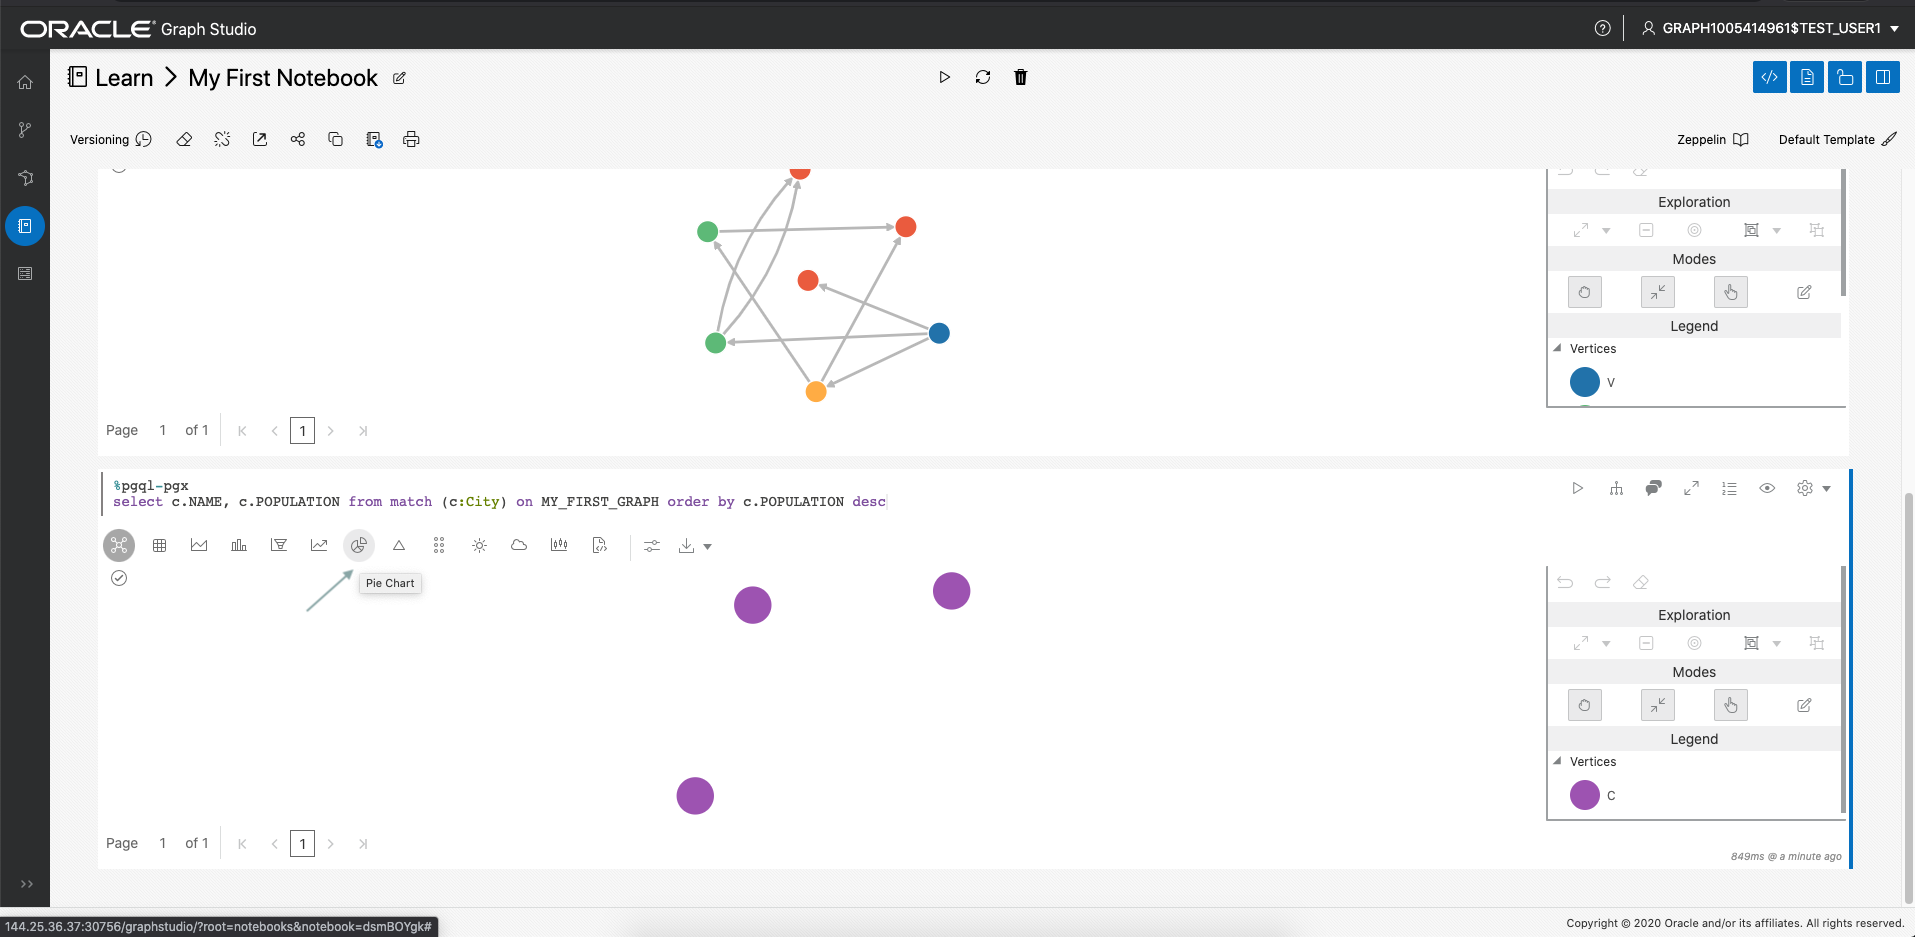 ORACLE® Graph Studio
GRAPH1005414961$TEST_USER1
Learn > My First Notebook
Versioning
Zeppelin
Default Template
Exploration
Modes
Legend
Vertices
V
Page 1 of 1
1
%pgql-pgx
select c.NAME, c.POPULATION from match (c:City) on MY_FIRST_GRAPH order by c.POPULATION desc
Pie Chart
Exploration
Modes
Legend
Vertices
C
Page 1 of 1
1
849ms @ a minute ago
144.25.36.37:30756/graphstudio/?root=notebooks&notebook=dsmBOYgk#
Copyright © 2020 Oracle and/or its affiliates. All rights reserved.